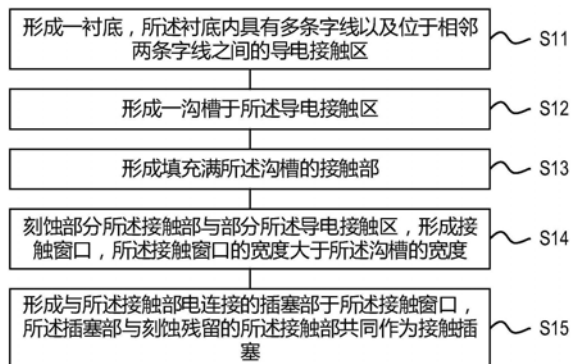 形成一衬底，所述衬底内具有多条字线以及位于相邻
两条字线之间的导电接触区
S11
形成一沟槽于所述导电接触区
S12
形成填充满所述沟槽的接触部
S13
刻蚀部分所述接触部与部分所述导电接触区，形成接
触窗口，所述接触窗口的宽度大于所述沟槽的宽度
S14
形成与所述接触部电连接的插塞部于所述接触窗口，
所述插塞部与刻蚀残留的所述接触部共同作为接触插
塞
S15